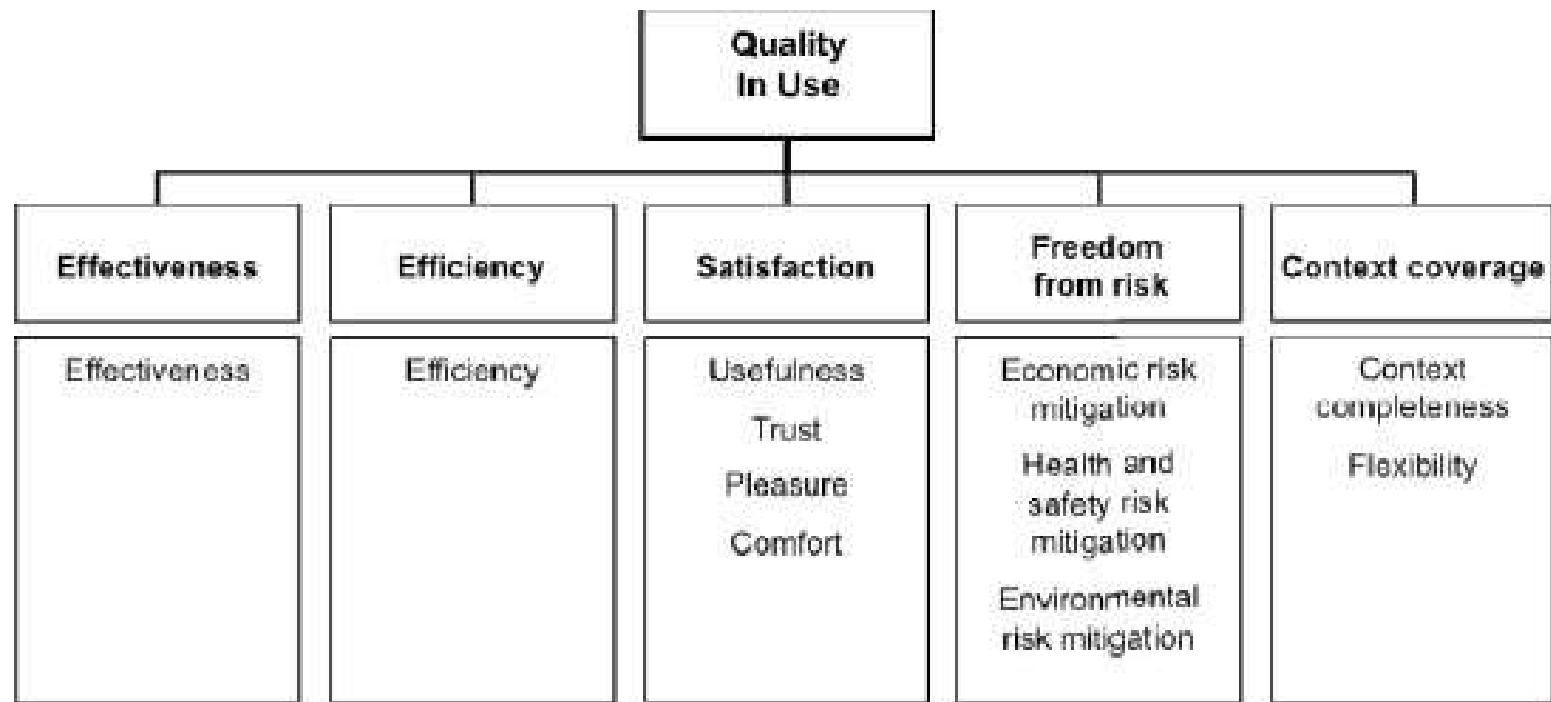 Quality
In Use
Effectiveness
Efficiency
Satisfaction
Freedom
from risk
Context coverage
Effectiveness
Efficiency
Usefulness
Trust
Pleasure
Comfort
Economic risk
mitigation
Health and
safety risk
mitigation
Environmental
risk mitigation
Context
completeness
Flexibility